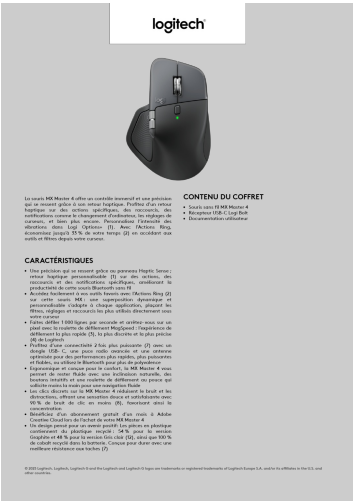 logitech
La souris MX Master 4 offre un contrôle immersif et une précision
qui se ressent grâce à son retour haptique. Profitez d'un retour
haptique sur des actions spécifiques, des raccourcis, des
notifications comme le changement d'ordinateur, les réglages de
curseurs, et bien plus encore. Personnalisez l'intensité des
vibrations dans Logi Options+ (1). Avec l'Actions Ring,
économisez jusqu'à 33 % de votre temps (2) en accédant aux
outils et filtres depuis votre curseur.
CONTENU DU COFFRET
• Souris sans fil MX Master 4
• Récepteur USB-C Logi Bolt
• Documentation utilisateur
CARACTÉRISTIQUES
• Une précision qui se ressent grâce au panneau Haptic Sense ;
retour haptique personnalisable (1) sur des actions, des
raccourcis et des notifications spécifiques, améliorant la
productivité de cette souris Bluetooth sans fil
• Accédez facilement à vos outils favoris avec l'Actions Ring (2)
sur cette souris MX : une superposition dynamique et
personnalisable s'adapte à chaque application, plaçant les
filtres, réglages et raccourcis les plus utilisés directement sous
votre curseur
• Faites défiler 1 000 lignes par seconde et arrêtez-vous sur un
pixel avec la roulette de défilement MagSpeed : l'expérience de
défilement la plus rapide (3), la plus discrète et la plus précise
(4) de Logitech
• Profitez d'une connectivité 2 fois plus puissante (7) avec un
dongle USB- C, une puce radio avancée et une antenne
optimisée pour des performances plus rapides, plus puissantes
et fiables, ou utilisez le Bluetooth pour plus de polyvalence
• Ergonomique et conçue pour le confort, la MX Master 4 vous
permet de rester fluide avec une inclinaison naturelle, des
boutons intuitifs et une roulette de défilement au pouce qui
sollicite moins la main pour une navigation fluide
• Les clics discrets sur la MX Master 4 réduisent le bruit et les
distractions, offrant une sensation douce et satisfaisante avec
90 % de bruit de clic en moins (6), favorisant ainsi la
concentration
• Bénéficiez d'un abonnement gratuit d'un mois à Adobe
Creative Cloud lors de l'achat de votre MX Master 4
• Un design pensé pour un avenir positif: Les pièces en plastique
contiennent du plastique recyclé : 54 % pour la version
Graphite et 48 % pour la version Gris clair (12), ainsi que 100 %
de cobalt recyclé dans la batterie. Conçue pour durer avec une
meilleure résistance aux taches (7).
© 2025 Logitech. Logitech, Logitech G and the Logitech and Logitech G logos are trademarks or registered trademarks of Logitech Europe S.A. and/or its affiliates in the U.S. and
other countries.